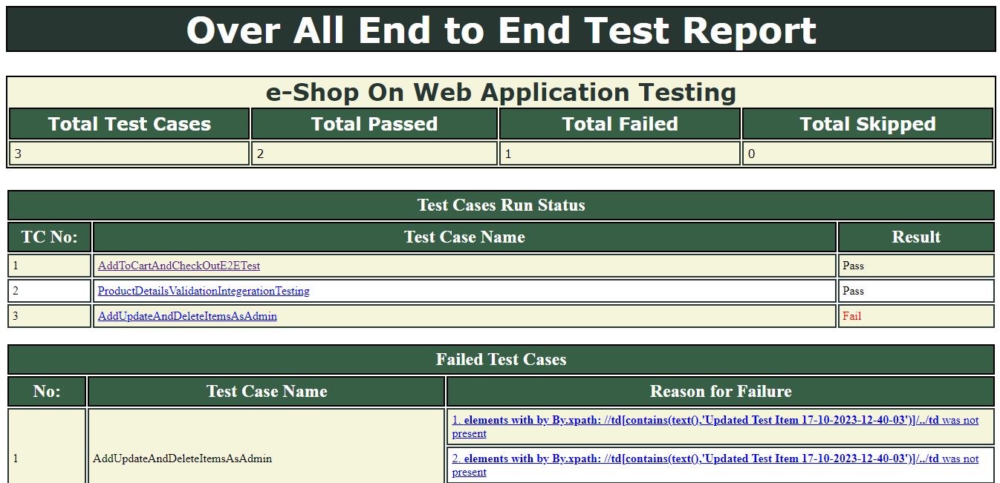 Over All End to End Test Report
e-Shop On Web Application Testing
Total Test Cases Total Passed Total Failed Total Skipped
3 2 1 0
Test Cases Run Status
TC No: Test Case Name Result
1 AddToCartAndCheckOutE2ETest Pass
2 ProductDetailsValidationIntegerationTesting Pass
3 AddUpdateAndDeleteItemsAsAdmin Fail
Failed Test Cases
No: Test Case Name Reason for Failure
1 AddUpdateAndDeleteItemsAsAdmin
1. elements with by By.xpath: //td[contains(text(),'Updated Test Item 17-10-2023-12-40-03')]/../td was not
present
2. elements with by By.xpath: //td[contains(text(),'Updated Test Item 17-10-2023-12-40-03')]/../td was not
present